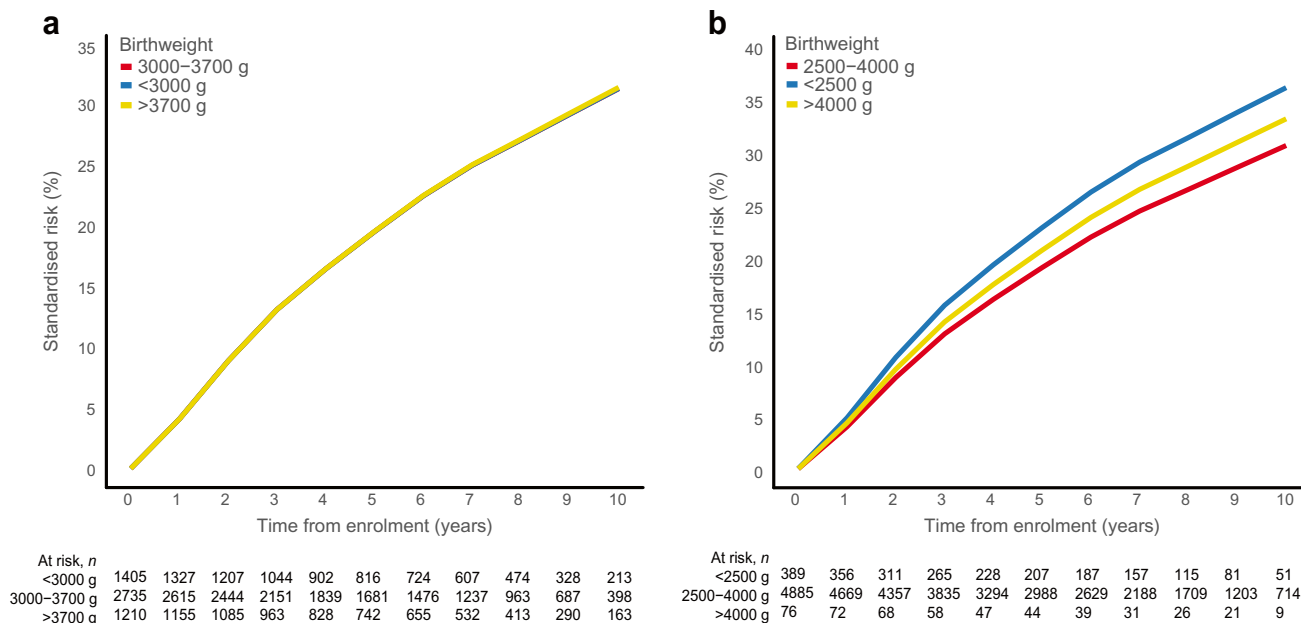 a
Birthweight
3000−3700 g
<3000 g
>3700 g
35
30
25
20
15
10
5
0
Standardised risk (%)
0 1 2 3 4 5 6 7 8 9 10
Time from enrolment (years)
At risk, n
<3000 g 1405 1327 1207 1044 902 816 724 607 474 328 213
3000−3700 g 2735 2615 2444 2151 1839 1681 1476 1237 963 687 398
>3700 g 1210 1155 1085 963 828 742 655 532 413 290 163
b
Birthweight
2500−4000 g
<2500 g
>4000 g
40
35
30
25
20
15
10
5
0
Standardised risk (%)
0 1 2 3 4 5 6 7 8 9 10
Time from enrolment (years)
At risk, n
<2500 g 389 356 311 265 228 207 187 157 115 81 51
2500−4000 g 4885 4669 4357 3835 3294 2988 2629 2188 1709 1203 714
>4000 g 76 72 68 58 47 44 39 31 26 21 9